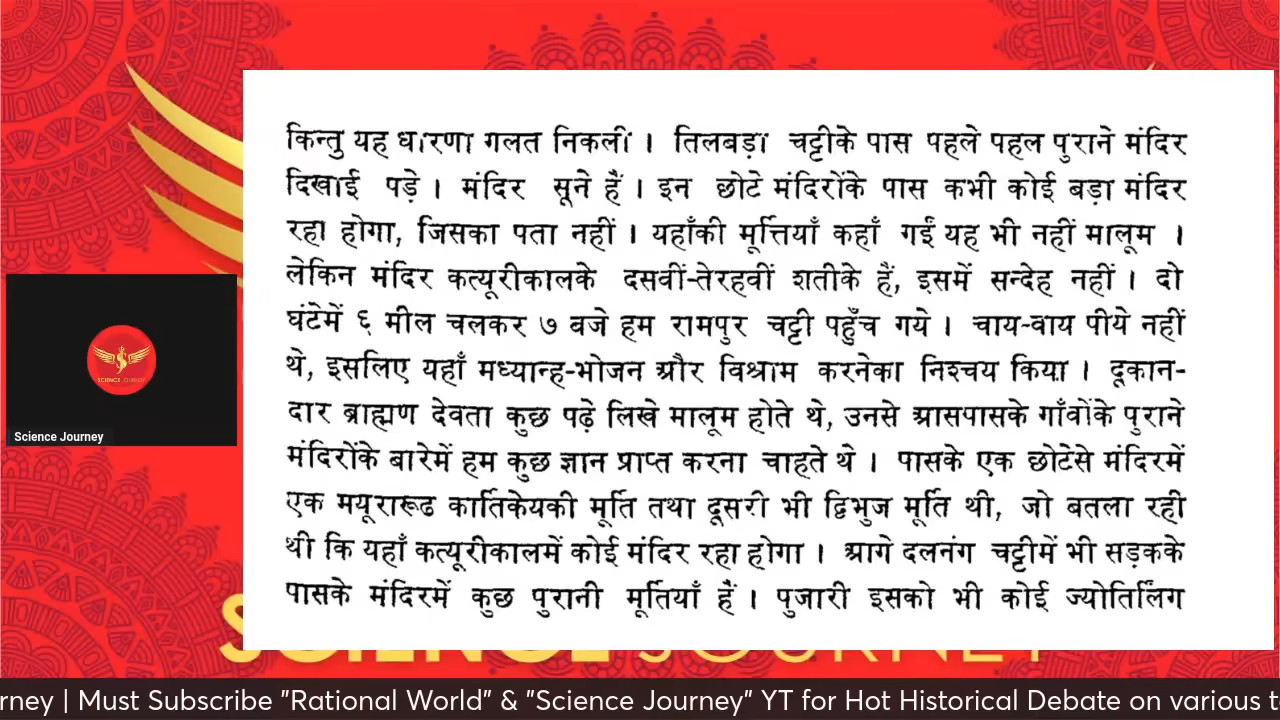 किन्तु यह धारणा गलत निकली । तिलबड़ा चट्टीके पास पहले पहल पुराने मंदिर
दिखाई पड़े । मंदिर सूने हैं । इन छोटे मंदिरोंके पास कभी कोई बड़ा मंदिर
रहा होगा, जिसका पता नहीं । यहाँकी मूर्त्तियाँ कहाँ गईं यह भी नहीं मालूम ।
लेकिन मंदिर कत्यूरीकालके दसवीं-तेरहवीं शतीके हैं, इसमें सन्देह नहीं । दो
घंटेमें ६ मील चलकर ७ बजे हम रामपुर चट्टी पहुँच गये । चाय-वाय पीये नहीं
थे, इसलिए यहाँ मध्यान्ह-भोजन और विश्राम करनेका निश्चय किया । दूकान-
दार ब्राह्मण देवता कुछ पढ़े लिखे मालूम होते थे, उनसे आसपासके गाँवोंके पुराने
मंदिरोंके बारेमें हम कुछ ज्ञान प्राप्त करना चाहते थे । पासके एक छोटेसे मंदिरमें
एक मयूरारूढ कार्तिकेयकी मूर्ति तथा दूसरी भी द्विभुज मूर्ति थी, जो बतला रही
थी कि यहाँ कत्यूरीकालमें कोई मंदिर रहा होगा । आगे दलनंग चट्टीमें भी सड़कके
पासके मंदिरमें कुछ पुरानी मूर्तियाँ हैं । पुजारी इसको भी कोई ज्योतिर्लिंग
SCIENCE JOURNEY
Science Journey
SCIENCE JOURNEY
rney | Must Subscribe "Rational World" & "Science Journey" YT for Hot Historical Debate on various t